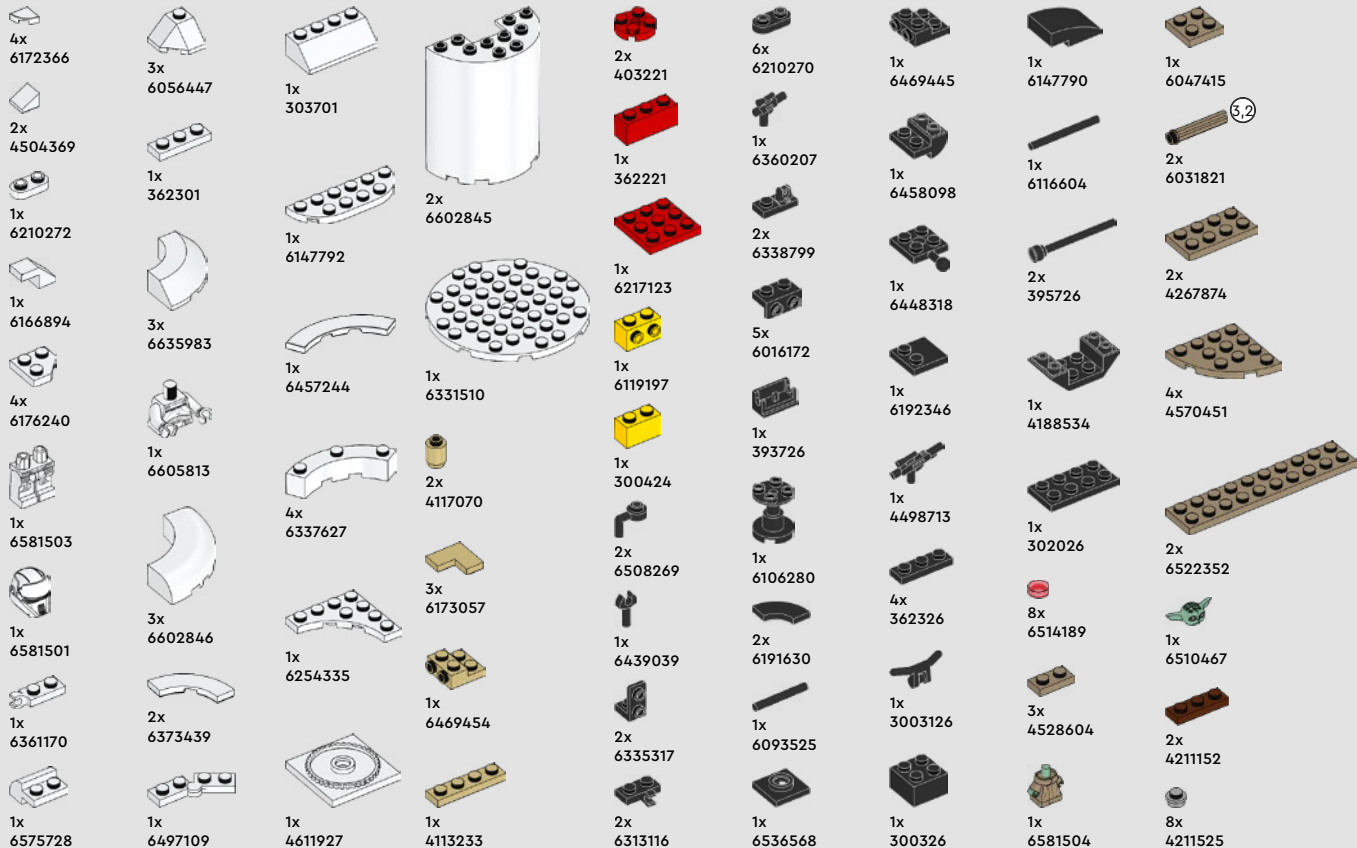 4x
6172366
2x
4504369
1x
6210272
1x
6166894
4x
6176240
1x
6581503
1x
6581501
1x
6361170
1x
6575728
3x
6056447
1x
362301
3x
6635983
1x
6605813
3x
6602846
2x
6373439
1x
6497109
1x
303701
1x
6147792
1x
6457244
4x
6337627
1x
6254335
1x
4611927
2x
6602845
1x
6331510
2x
4117070
3x
6173057
1x
6469454
1x
4113233
2x
403221
1x
362221
1x
6217123
1x
6119197
1x
300424
2x
6508269
1x
6439039
2x
6335317
2x
6313116
6x
6210270
1x
6360207
2x
6338799
5x
6016172
1x
393726
1x
6106280
2x
6191630
1x
6093525
1x
6536568
1x
6469445
1x
6458098
1x
6448318
1x
6192346
1x
4498713
4x
362326
1x
3003126
1x
300326
1x
6147790
1x
6116604
2x
395726
1x
4188534
1x
302026
8x
6514189
3x
4528604
1x
6581504
1x
6047415
3,2
2x
6031821
2x
4267874
4x
4570451
2x
6522352
1x
6510467
2x
4211152
8x
4211525